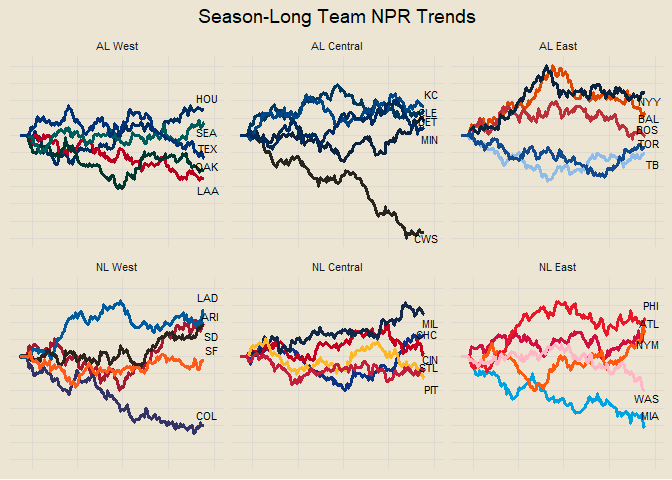 Season-Long Team NPR Trends
AL West
AL Central
AL East
HOU
SEA
TEX
OAK
LAA
KC
CLE
DET
MIN
CWS
NYY
BAL
BOS
TOR
TB
NL West
NL Central
NL East
LAD
ARI
SD
SF
COL
MIL
CHC
CIN
STL
PIT
PHI
ATL
NYM
WAS
MIA